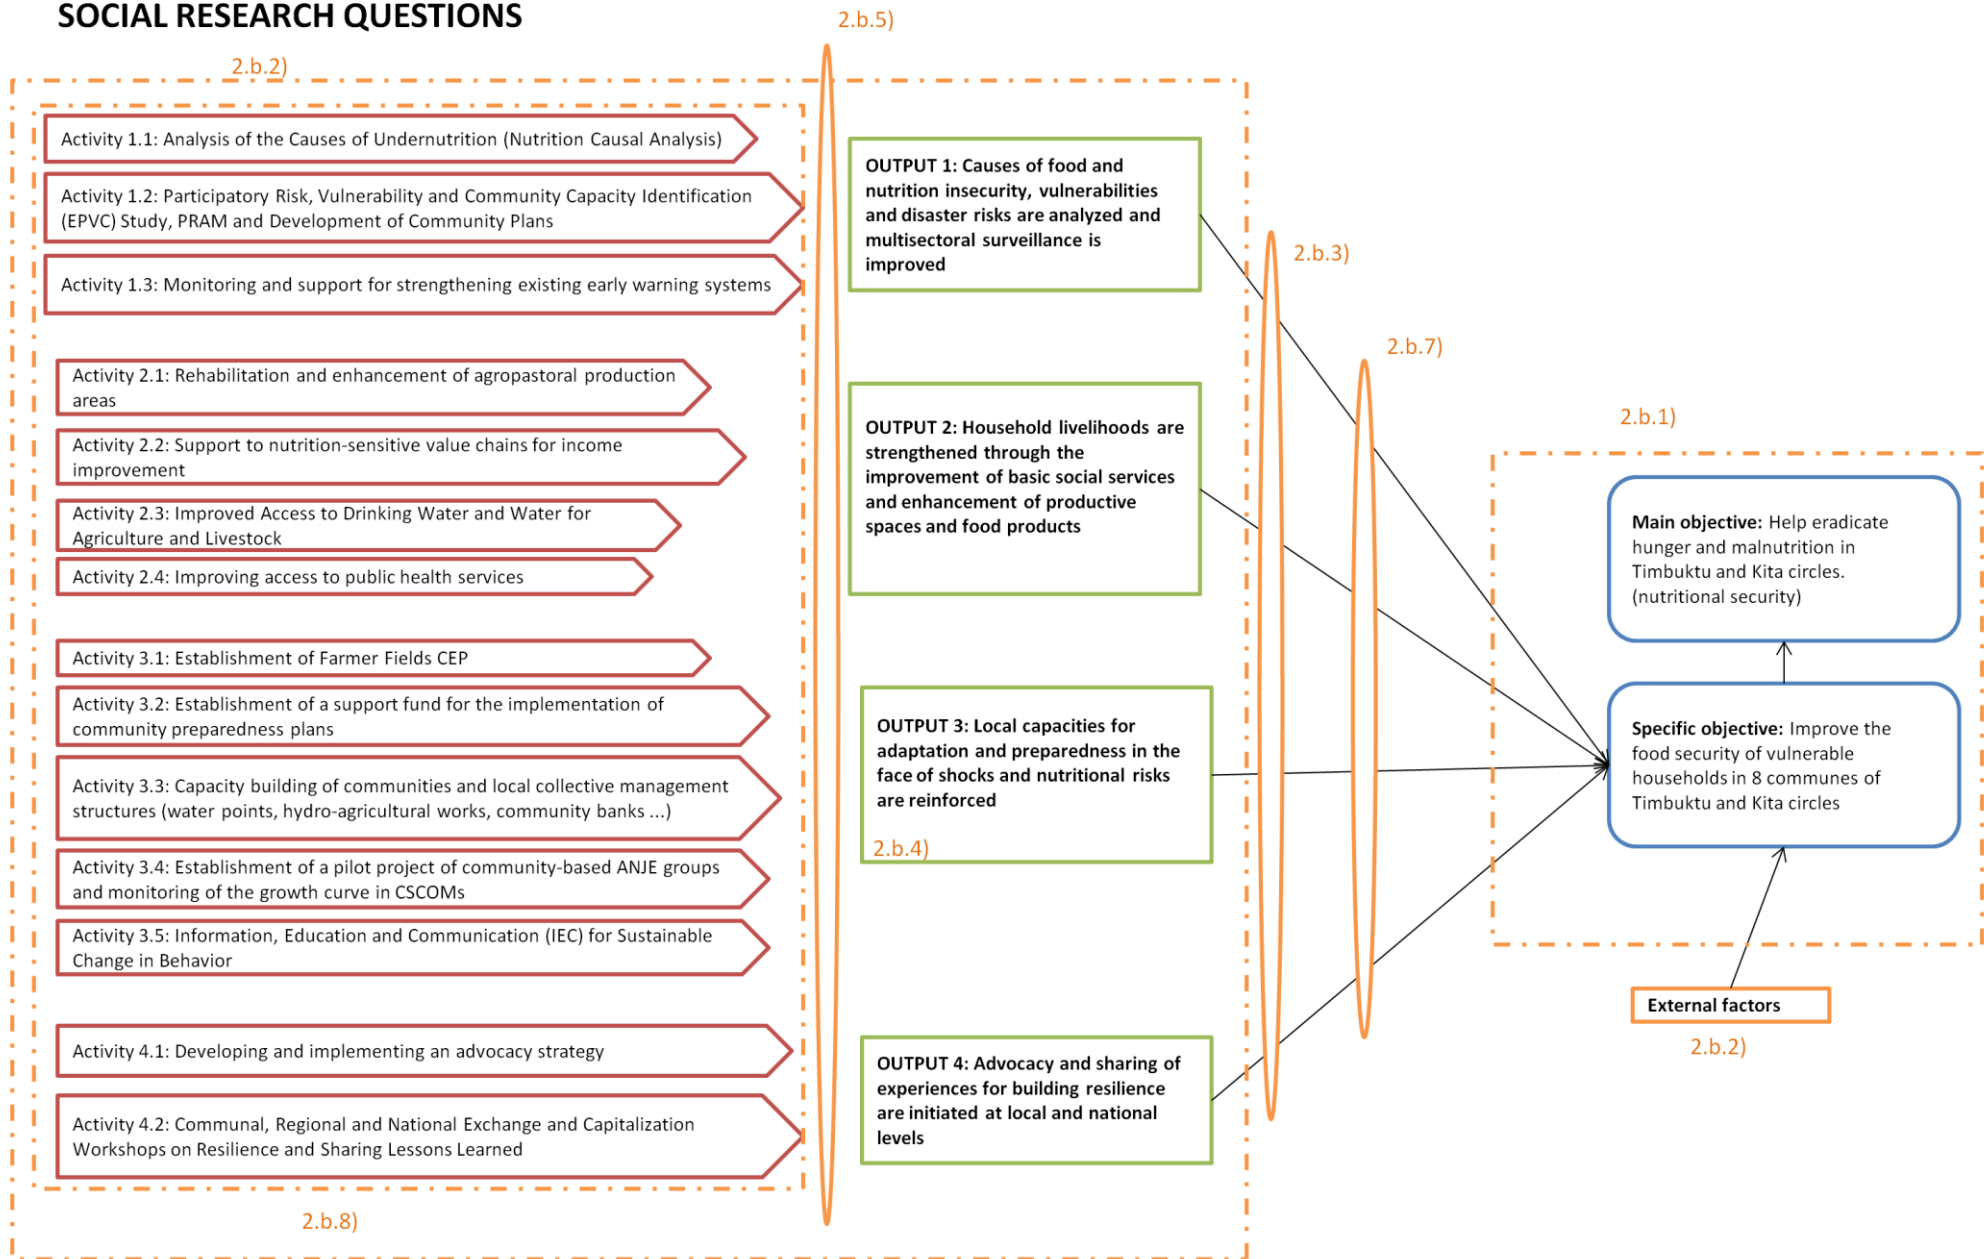 SOCIAL RESEARCH QUESTIONS
2.b.5)
2.b.2)
Activity 1.1: Analysis of the Causes of Undernutrition (Nutrition Causal Analysis)
Activity 1.2: Participatory Risk, Vulnerability and Community Capacity Identification
(EPVC) Study, PRAM and Development of Community Plans
Activity 1.3: Monitoring and support for strengthening existing early warning systems
Activity 2.1: Rehabilitation and enhancement of agropastoral production
areas
Activity 2.2: Support to nutrition-sensitive value chains for income
improvement
Activity 2.3: Improved Access to Drinking Water and Water for
Agriculture and Livestock
Activity 2.4: Improving access to public health services
Activity 3.1: Establishment of Farmer Fields CEP
Activity 3.2: Establishment of a support fund for the implementation of
community preparedness plans
Activity 3.3: Capacity building of communities and local collective management
structures (water points, hydro-agricultural works, community banks ...)
Activity 3.4: Establishment of a pilot project of community-based ANJE groups
and monitoring of the growth curve in CSCOMs
Activity 3.5: Information, Education and Communication (IEC) for Sustainable
Change in Behavior
Activity 4.1: Developing and implementing an advocacy strategy
Activity 4.2: Communal, Regional and National Exchange and Capitalization
Workshops on Resilience and Sharing Lessons Learned
2.b.8)
OUTPUT 1: Causes of food and
nutrition insecurity, vulnerabilities
and disaster risks are analyzed and
multisectoral surveillance is
improved
OUTPUT 2: Household livelihoods are
strengthened through the
improvement of basic social services
and enhancement of productive
spaces and food products
OUTPUT 3: Local capacities for
adaptation and preparedness in the
face of shocks and nutritional risks
are reinforced
2.b.4)
OUTPUT 4: Advocacy and sharing of
experiences for building resilience
are initiated at local and national
levels
2.b.3)
2.b.7)
2.b.1)
Main objective: Help eradicate
hunger and malnutrition in
Timbuktu and Kita circles.
(nutritional security)
Specific objective: Improve the
food security of vulnerable
households in 8 communes of
Timbuktu and Kita circles
External factors
2.b.2)